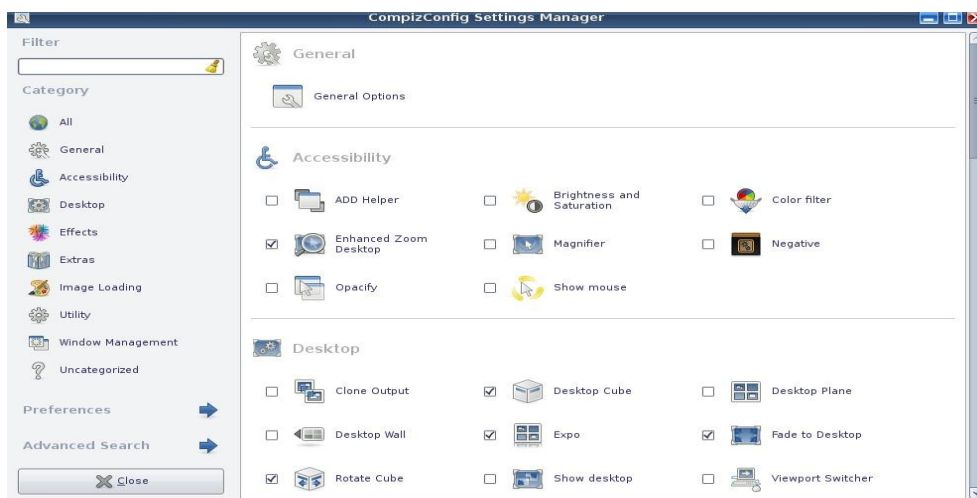 CompizConfig Settings Manager
Filter
Category
All
General
Accessibility
Desktop
Effects
Extras
Image Loading
Utility
Window Management
Uncategorized
Preferences
Advanced Search
Close
General
General Options
Accessibility
ADD Helper
Brightness and
Saturation
Color filter
Enhanced Zoom
Desktop
Magnifier
Negative
Opacify
Show mouse
Desktop
Clone Output
Desktop Cube
Desktop Plane
Desktop Wall
Expo
Fade to Desktop
Rotate Cube
Show desktop
Viewport Switcher